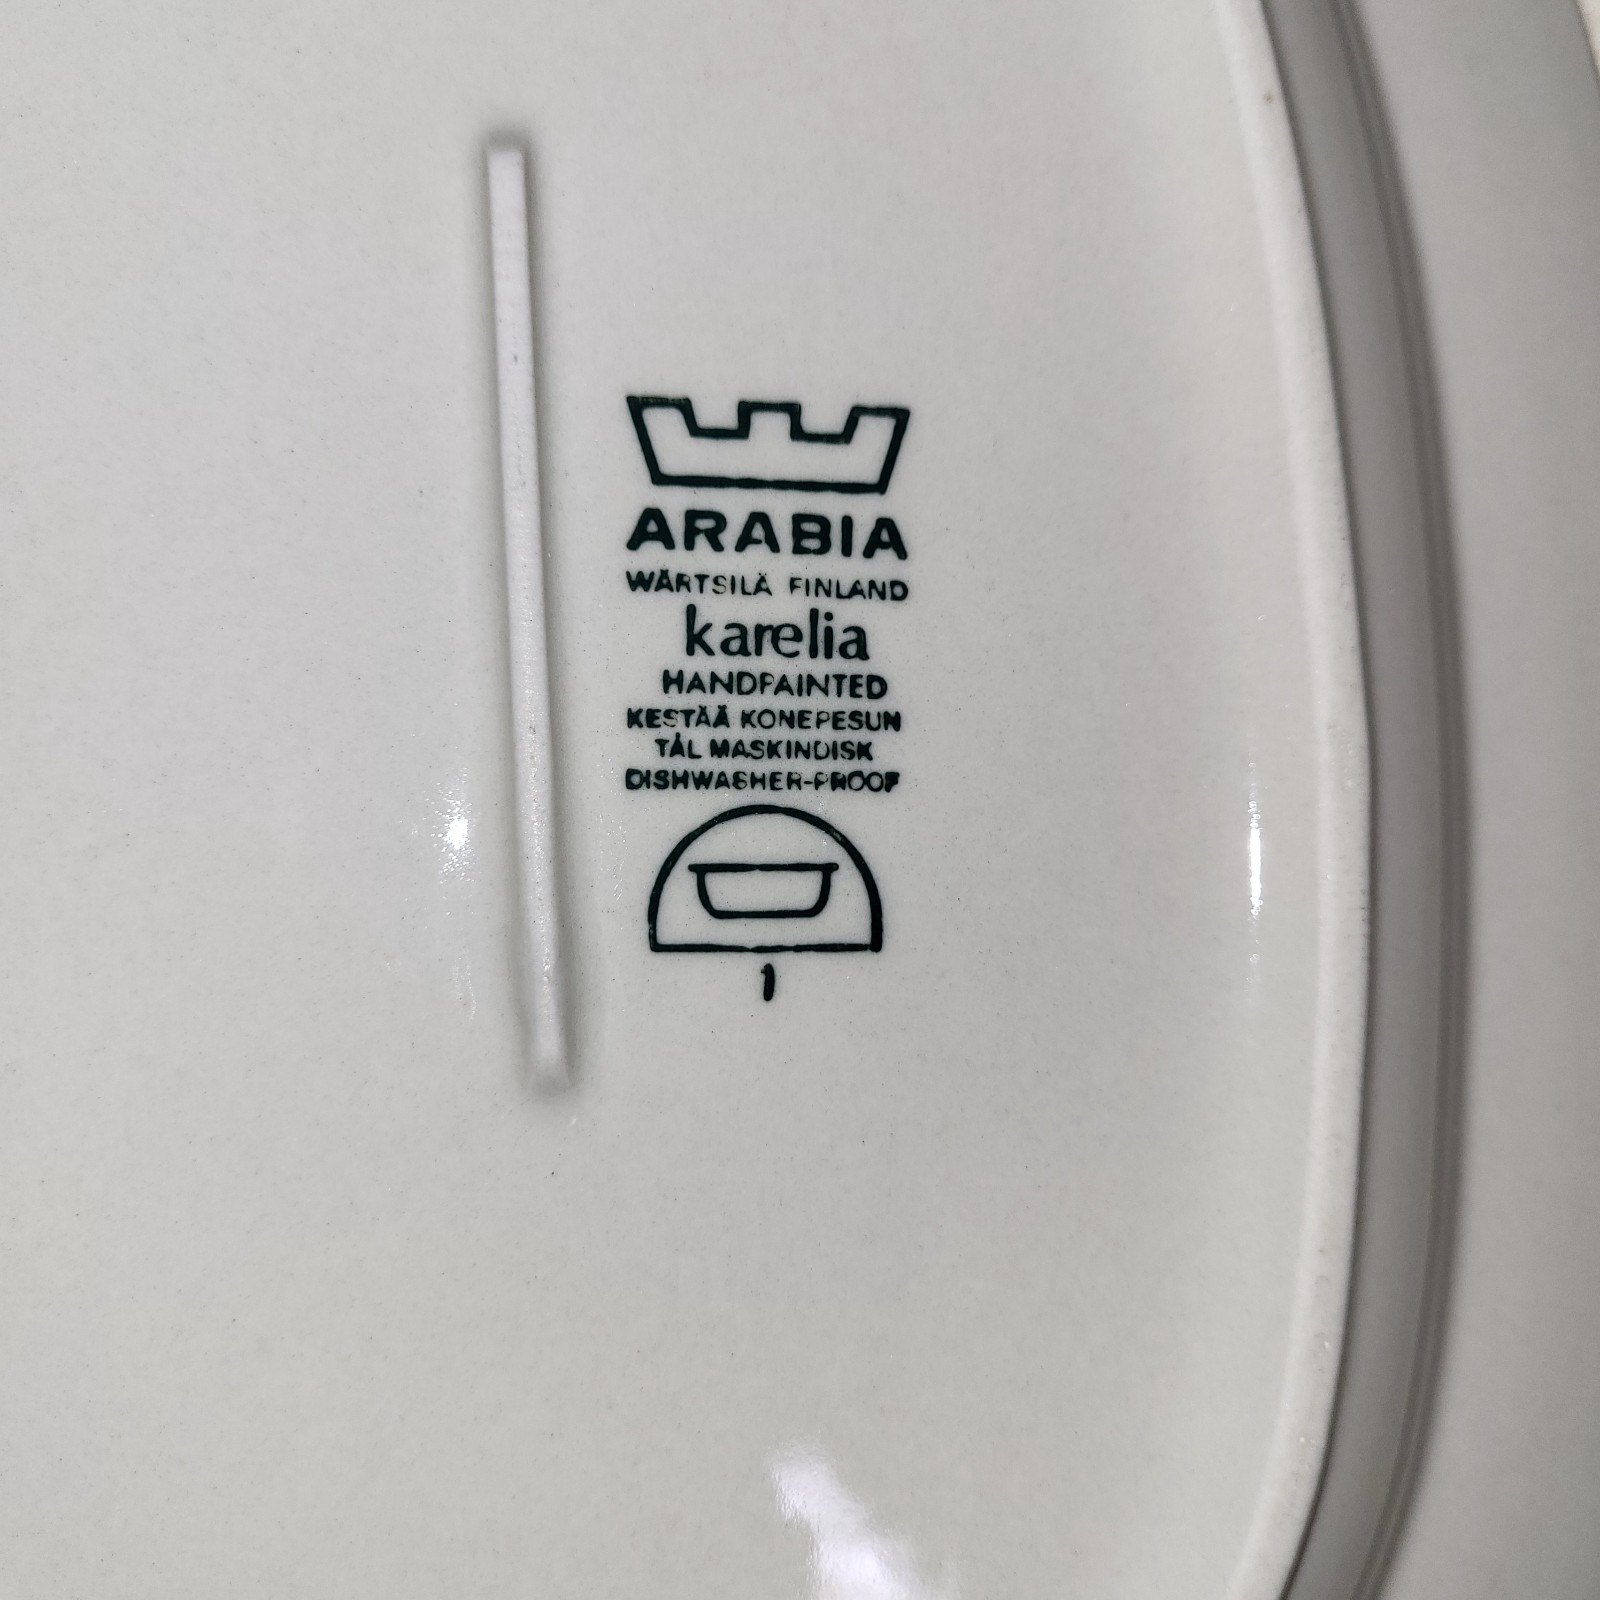 ARABIA
WÄRTSILÄ FINLAND
karelia
HANDPAINTED
KESTÄÄ KONEPESUN
TÅL MASKINDISK
DISHWASHER-PROOF
1